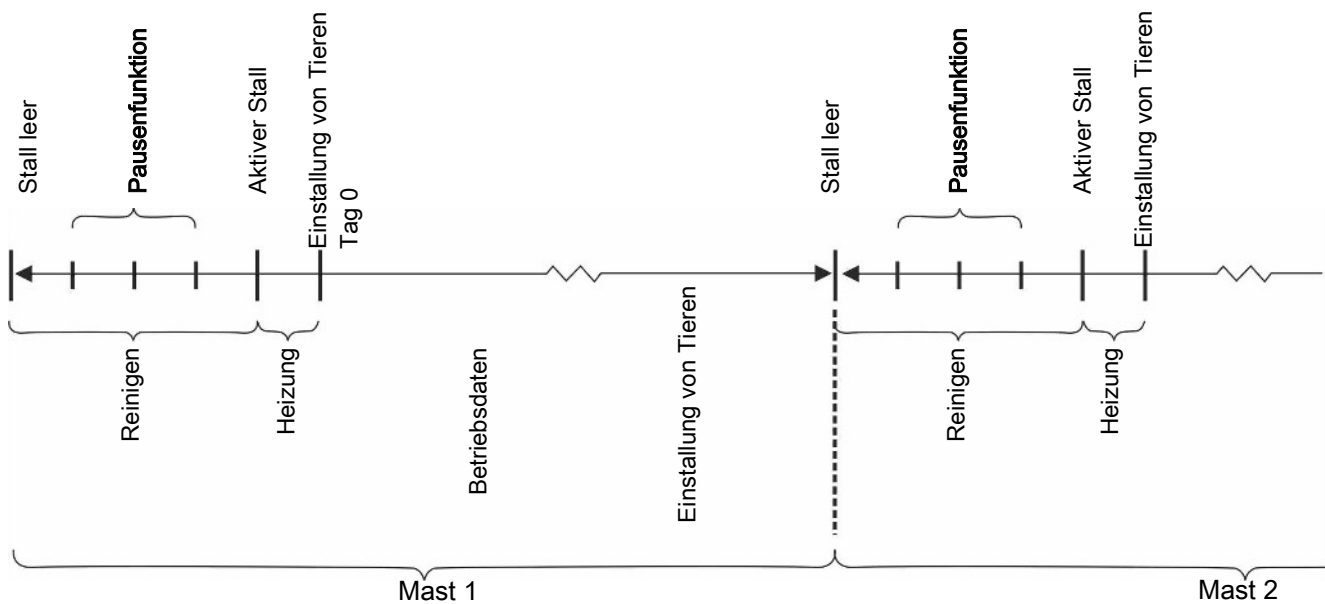 Stall leer
Pausenfunktion
Aktiver Stall
Einstallung von Tieren
Tag 0
Stall leer
Pausenfunktion
Aktiver Stall
Einstallung von Tieren
Reinigen
Heizung
Betriebsdaten
Einstallung von Tieren
Reinigen
Heizung
Mast 1
Mast 2